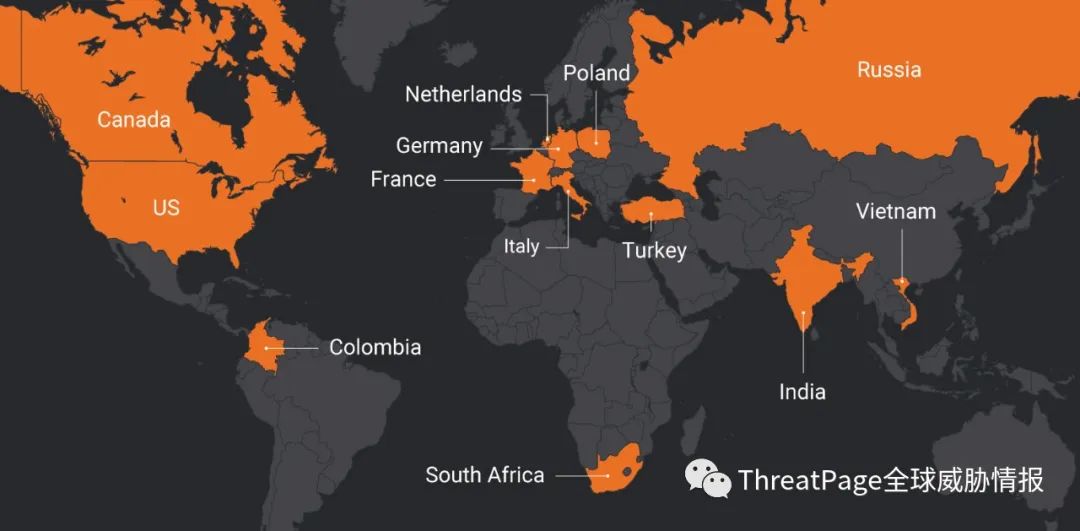 Poland
Russia
Netherlands
Canada
Germany
France
US
Vietnam
Italy
Turkey
Colombia
India
South Africa
ThreatPage全球威胁情报